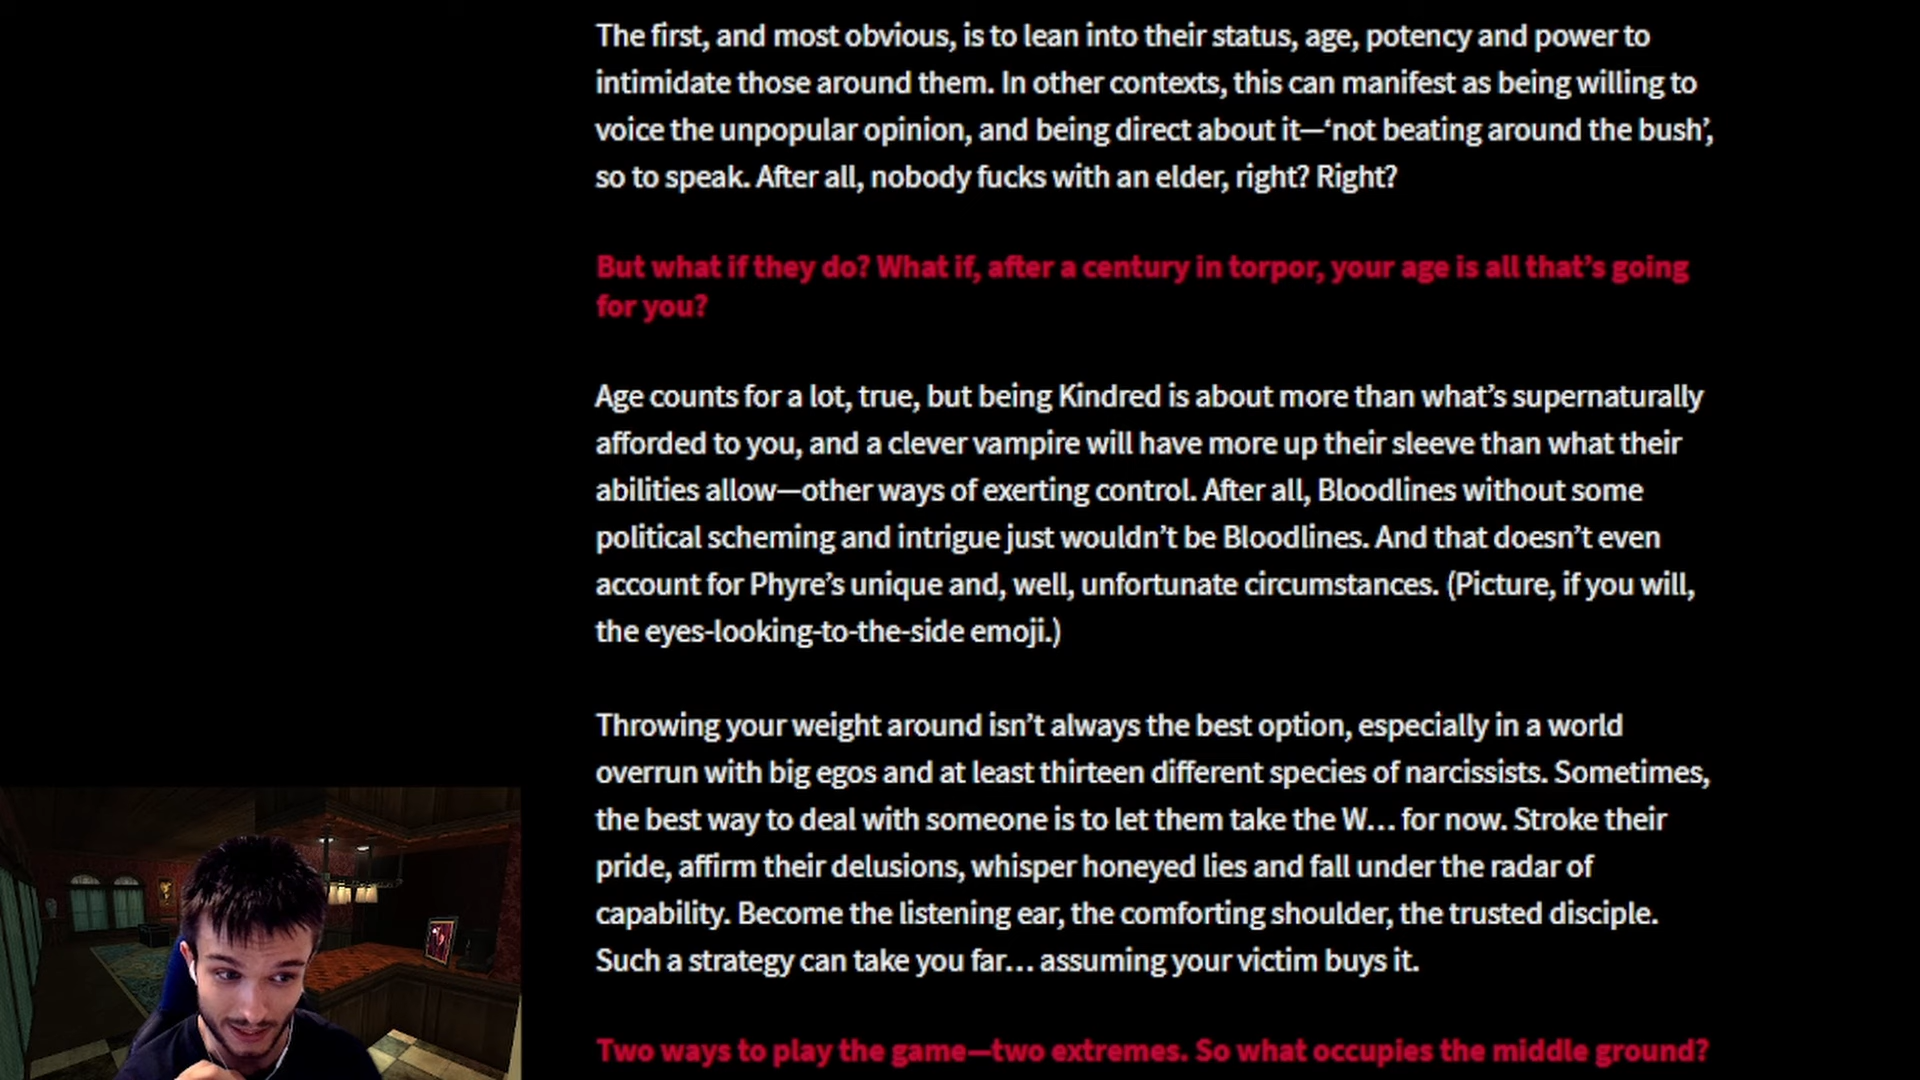 The first, and most obvious, is to lean into their status, age, potency and power to
intimidate those around them. In other contexts, this can manifest as being willing to
voice the unpopular opinion, and being direct about it—‘not beating around the bush’,
so to speak. After all, nobody fucks with an elder, right? Right?
But what if they do? What if, after a century in torpor, your age is all that’s going
for you?
Age counts for a lot, true, but being Kindred is about more than what’s supernaturally
afforded to you, and a clever vampire will have more up their sleeve than what their
abilities allow—other ways of exerting control. After all, Bloodlines without some
political scheming and intrigue just wouldn’t be Bloodlines. And that doesn’t even
account for Phyre’s unique and, well, unfortunate circumstances. (Picture, if you will,
the eyes-looking-to-the-side emoji.)
Throwing your weight around isn’t always the best option, especially in a world
overrun with big egos and at least thirteen different species of narcissists. Sometimes,
the best way to deal with someone is to let them take the W… for now. Stroke their
pride, affirm their delusions, whisper honeyed lies and fall under the radar of
capability. Become the listening ear, the comforting shoulder, the trusted disciple.
Such a strategy can take you far… assuming your victim buys it.
Two ways to play the game—two extremes. So what occupies the middle ground?